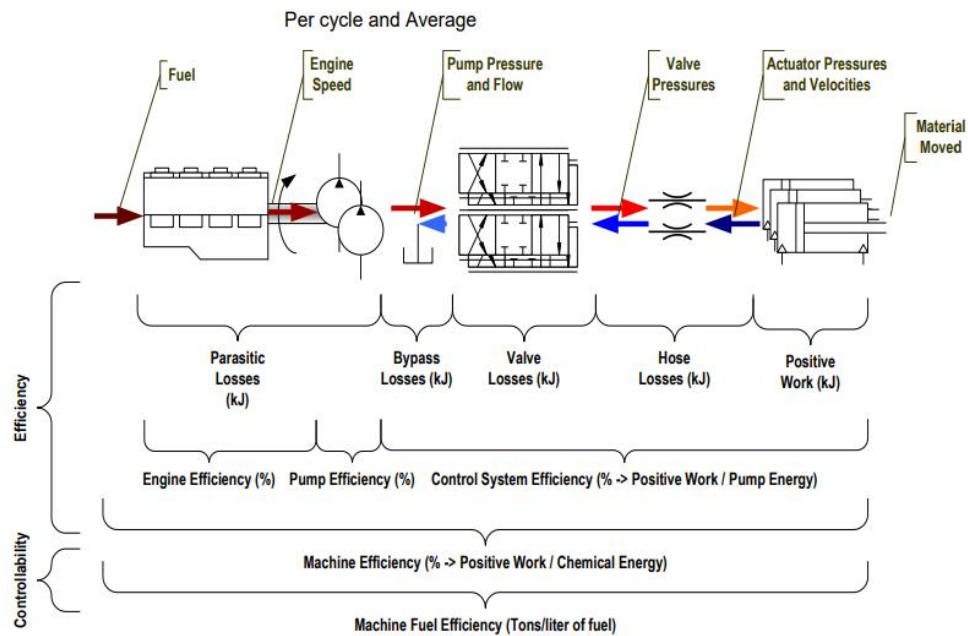 Per cycle and Average
Fuel
Engine
Speed
Pump Pressure
and Flow
Valve
Pressures
Actuator Pressures
and Velocities
Material
Moved
Parasitic
Losses
(kJ)
Bypass
Losses (kJ)
Valve
Losses (kJ)
Hose
Losses (kJ)
Positive
Work (kJ)
Efficiency
Engine Efficiency (%)
Pump Efficiency (%)
Control System Efficiency (% -> Positive Work / Pump Energy)
Machine Efficiency (% -> Positive Work / Chemical Energy)
Controllability
Machine Fuel Efficiency (Tons/liter of fuel)